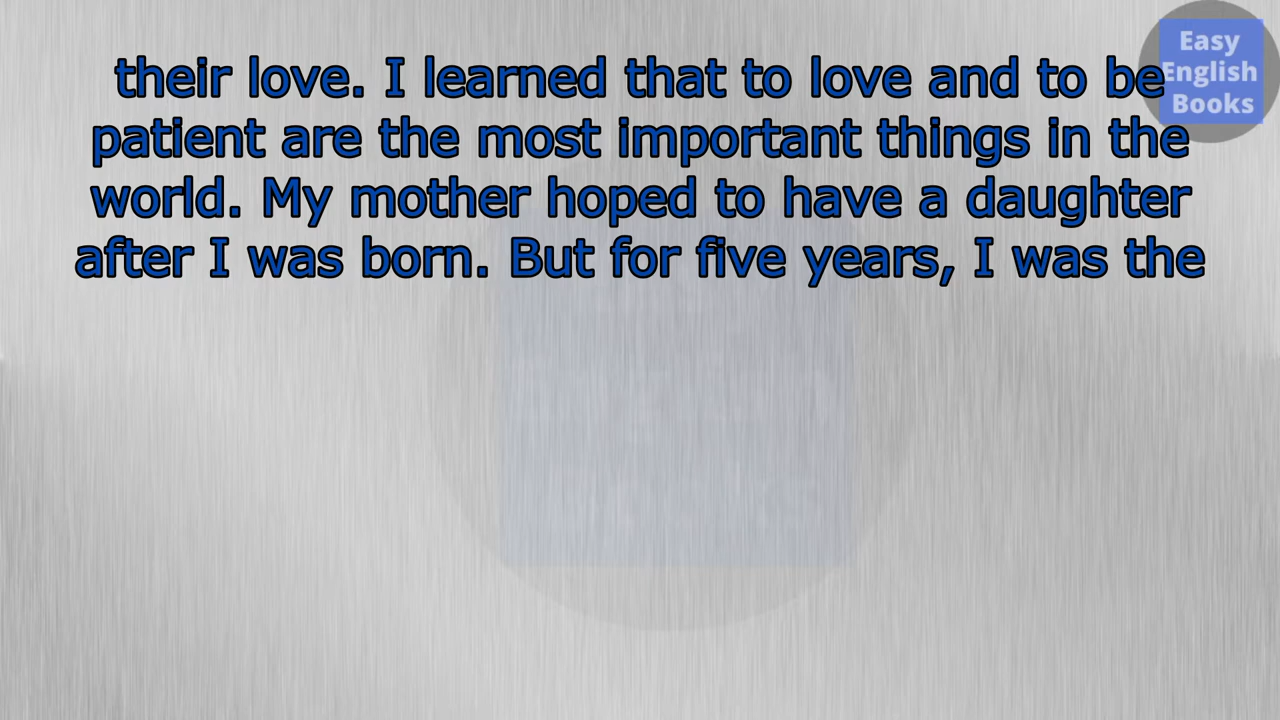 their love. I learned that to love and to be
patient are the most important things in the
world. My mother hoped to have a daughter
after I was born. But for five years, I was the
Easy
English
Books